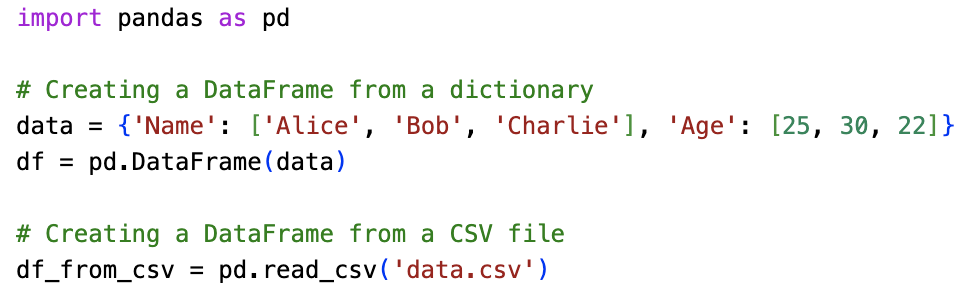 import pandas as pd
# Creating a DataFrame from a dictionary
data = {'Name': ['Alice', 'Bob', 'Charlie'], 'Age': [25, 30, 22]}
df = pd.DataFrame(data)
# Creating a DataFrame from a CSV file
df_from_csv = pd.read_csv('data.csv')